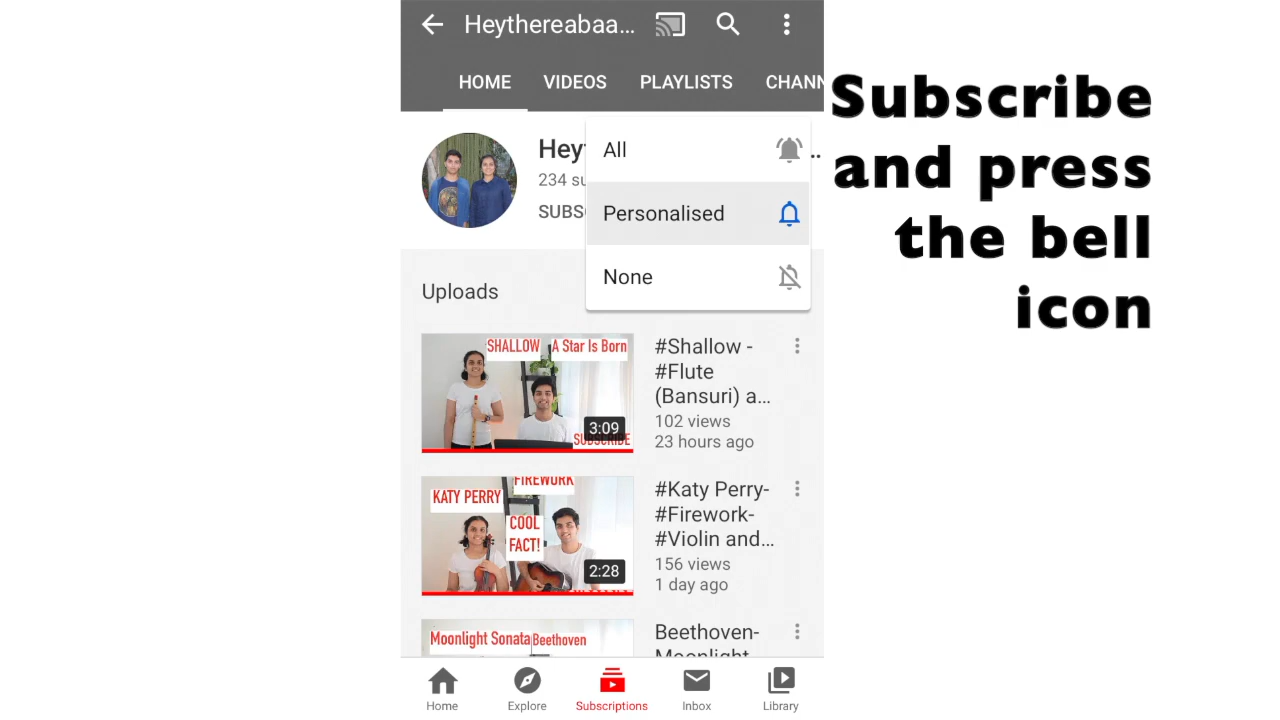 Heythereabaa...
HOME VIDEOS PLAYLISTS CHANN
Hey
234 su
SUBS
All
Personalised
None
Uploads
SHALLOW A Star Is Born
3:09
SUBSCRIBE
#Shallow -
#Flute
(Bansuri) a...
102 views
23 hours ago
KATY PERRY
FIREWORK
COOL
FACT!
2:28
#Katy Perry-
#Firework-
#Violin and...
156 views
1 day ago
Moonlight Sonata Beethoven
Beethoven-
Moonlight
Home Explore Subscriptions Inbox Library
Subscribe
and press
the bell
icon